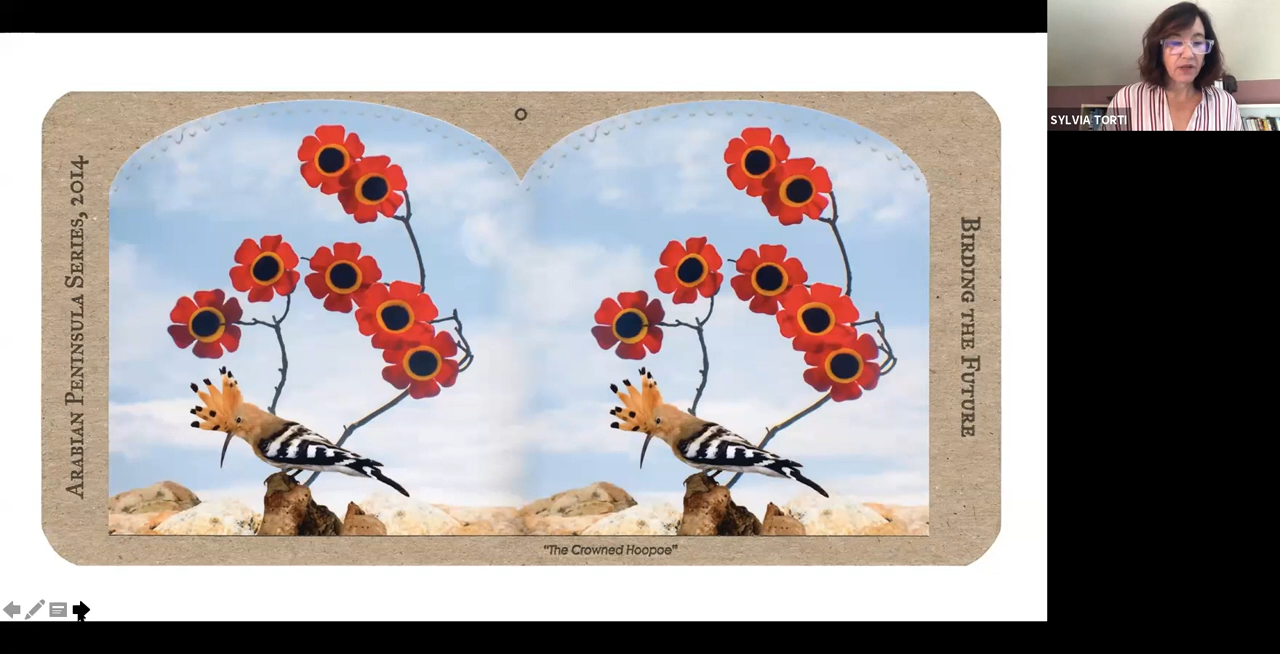 ARABIAN PENINSULA SERIES, 2014
BIRDING THE FUTURE
"The Crowned Hoopoe"
SYLVIA TORTI